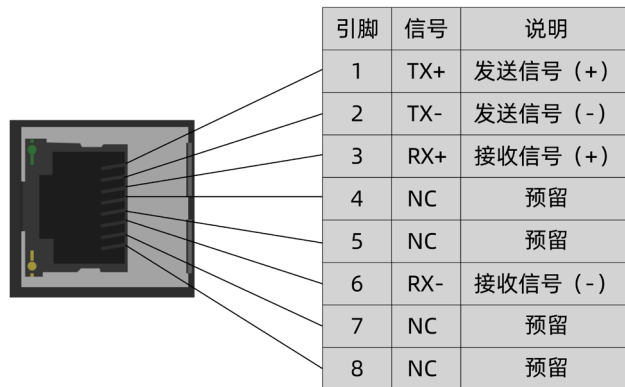 引脚 信号 说明
1 TX+ 发送信号（+）
2 TX- 发送信号（-）
3 RX+ 接收信号（+）
4 NC 预留
5 NC 预留
6 RX- 接收信号（-）
7 NC 预留
8 NC 预留